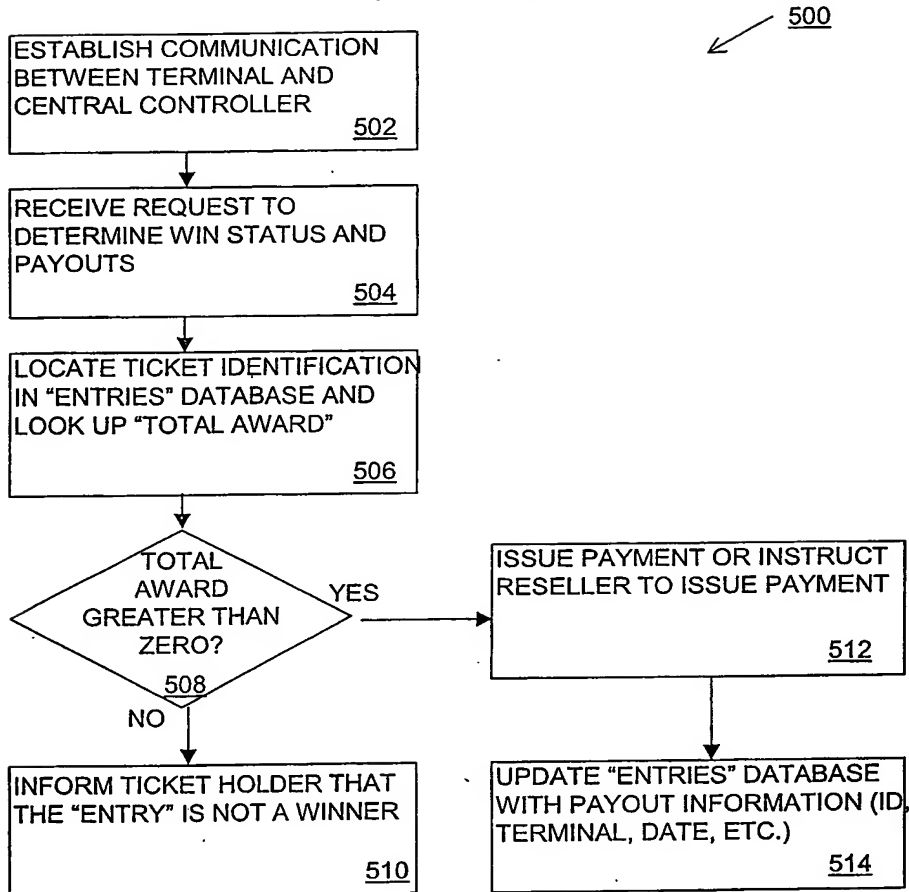 500
ESTABLISH COMMUNICATION
BETWEEN TERMINAL AND
CENTRAL CONTROLLER
502
RECEIVE REQUEST TO
DETERMINE WIN STATUS AND
PAYOUTS
504
LOCATE TICKET IDENTIFICATION
IN "ENTRIES" DATABASE AND
LOOK UP "TOTAL AWARD"
506
TOTAL
AWARD
GREATER THAN
ZERO?
508
YES
NO
ISSUE PAYMENT OR INSTRUCT
RESELLER TO ISSUE PAYMENT
512
INFORM TICKET HOLDER THAT
THE "ENTRY" IS NOT A WINNER
510
UPDATE "ENTRIES" DATABASE
WITH PAYOUT INFORMATION (ID,
TERMINAL, DATE, ETC.)
514